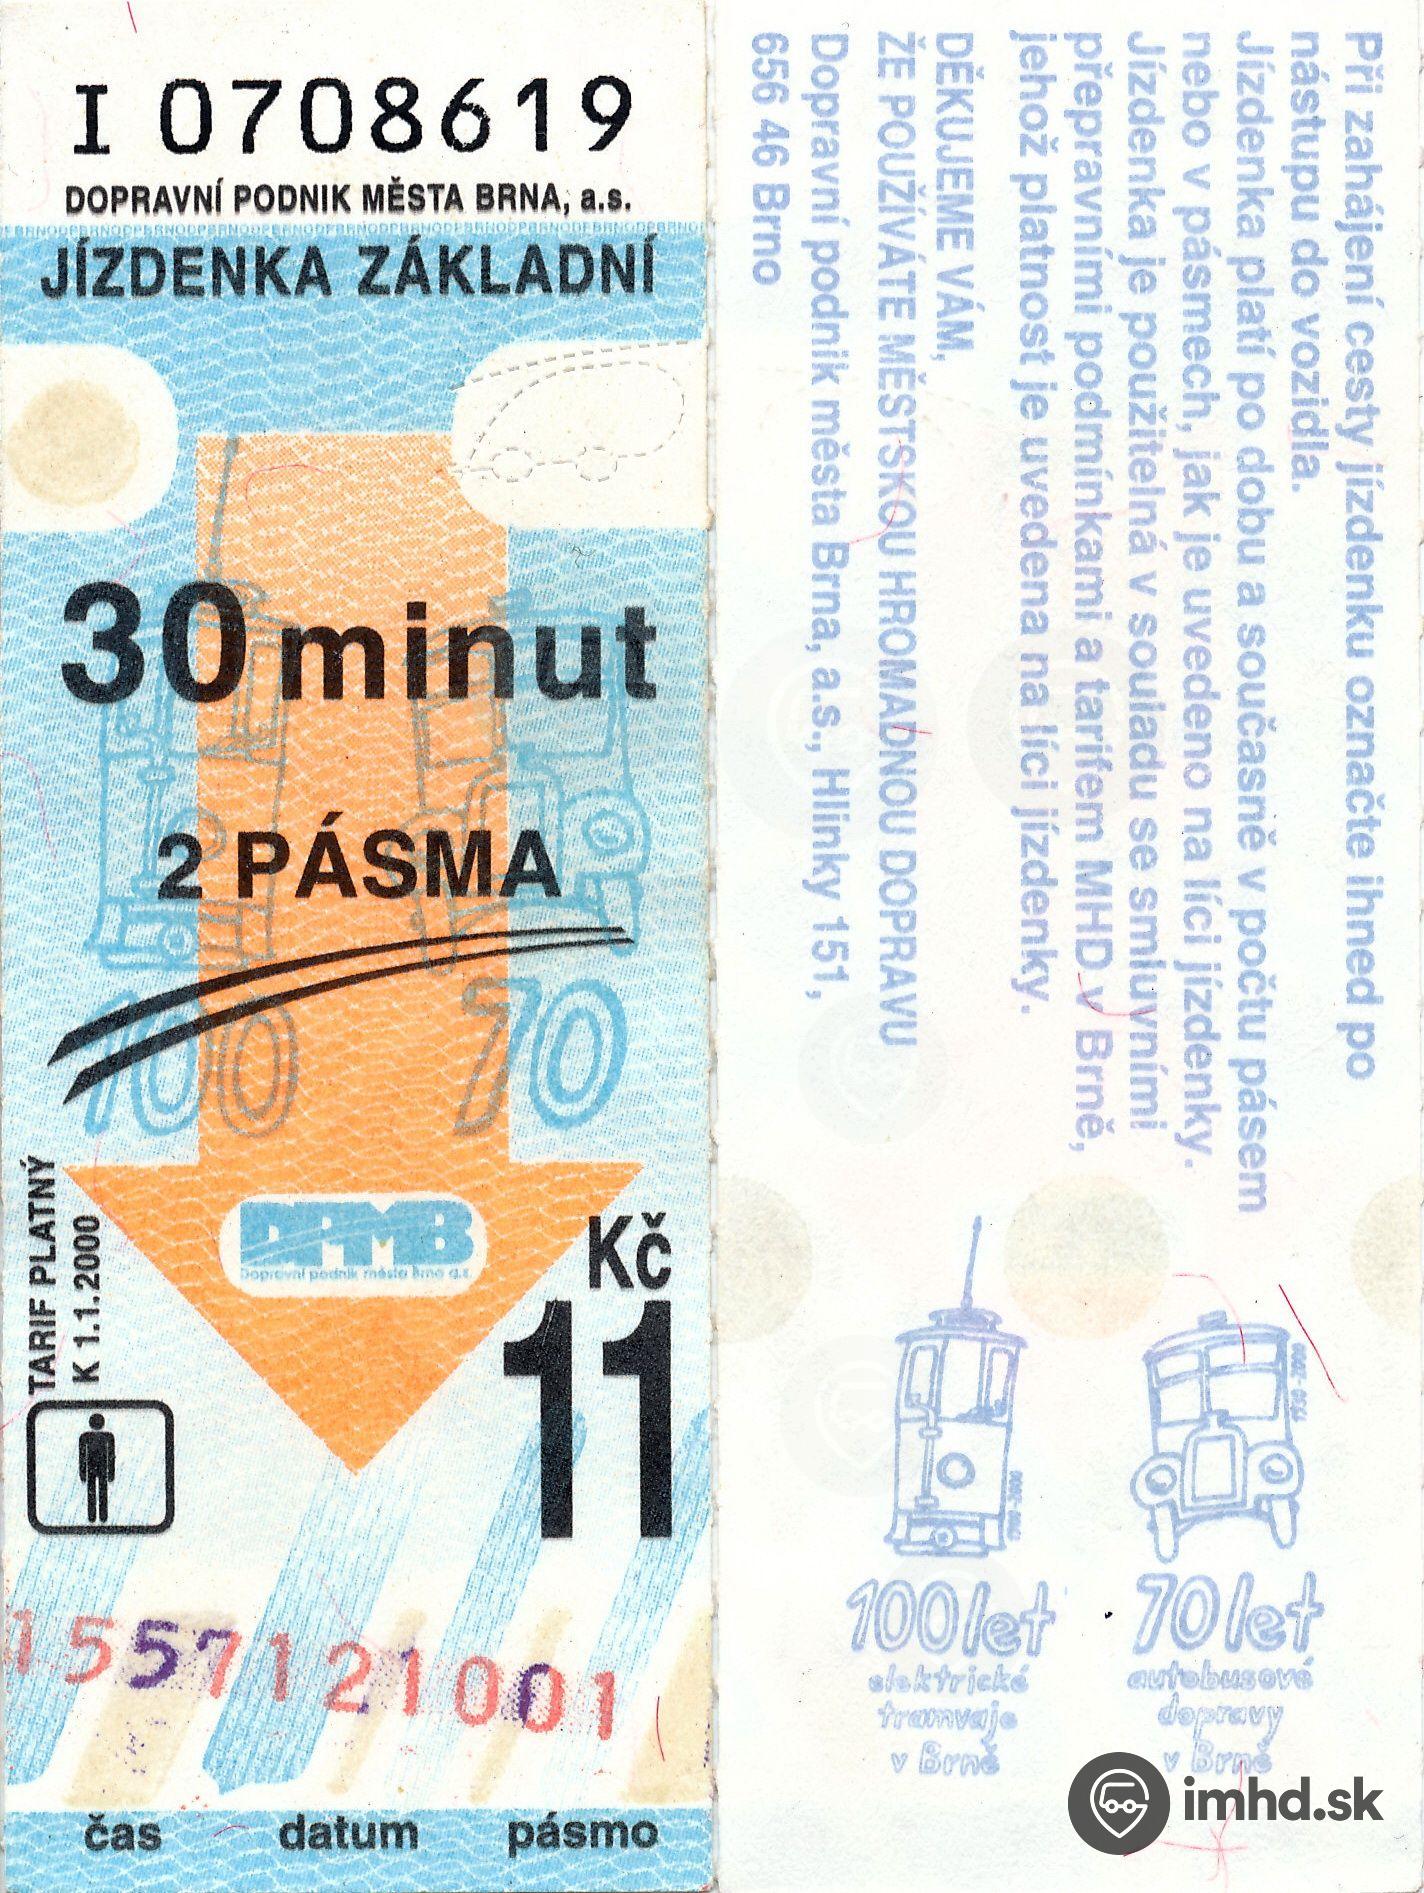 I 0708619
DOPRAVNÍ PODNIK MĚSTA BRNA, a.s.
JÍZDENKA ZÁKLADNÍ
30 minut
2 PÁSMA
100 70
TARIF PLATNÝ
K 1.1.2000
DPMB
Dopravní podnik města Brna a.s.
Kč
11
1557121001
čas datum pásmo
Při zahájení cesty jízdenku označte ihned po
nástupu do vozidla.
Jízdenka platí po dobu a současně v počtu pásem
nebo v pásmech, jak je uvedeno na líci jízdenky.
Jízdenka je použitelná v souladu se smluvními
přepravními podmínkami a tarifem MHD v Brně,
jehož platnost je uvedena na líci jízdenky.
DĚKUJEME VÁM,
ŽE POUŽÍVÁTE MĚSTSKOU HROMADNOU DOPRAVU
Dopravní podnik města Brna, a.s., Hlinky 151,
656 46 Brno
100 let
elektrické
tramvaje
v Brně
70 let
autobusové
dopravy
v Brně
imhd.sk